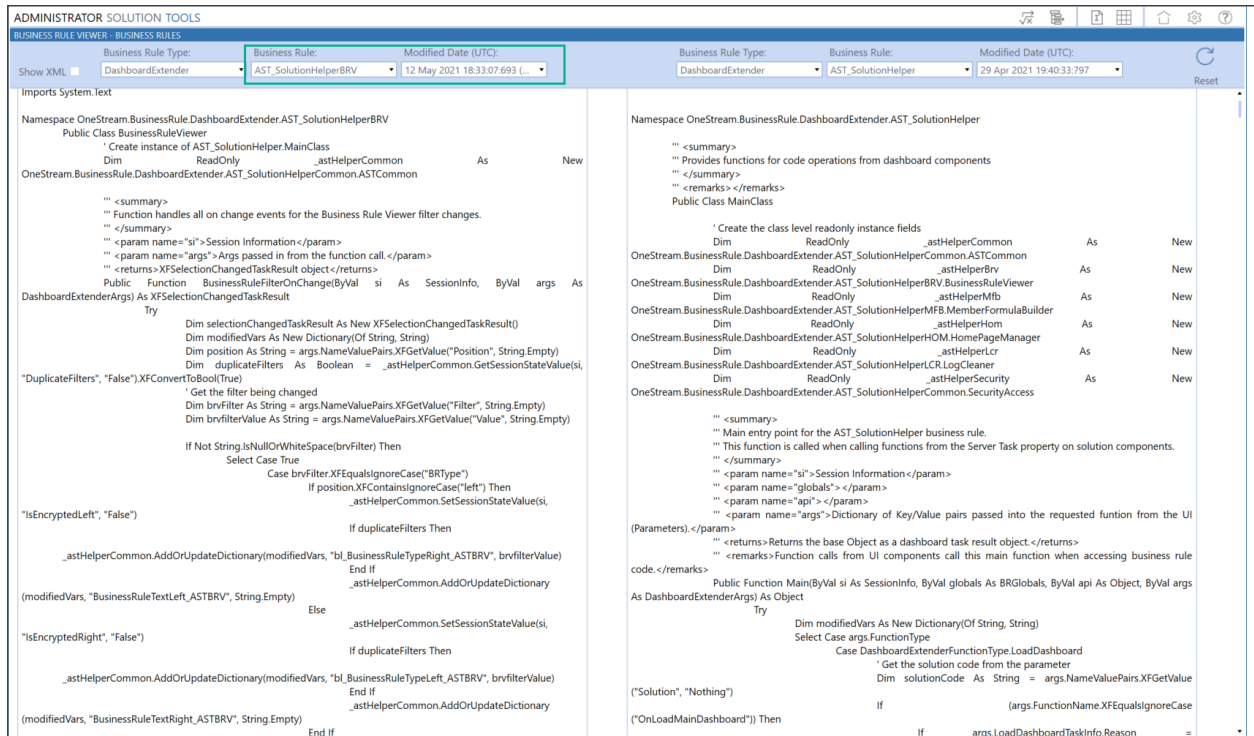 ADMINISTRATOR SOLUTION TOOLS
BUSINESS RULE VIEWER - BUSINESS RULES
Show XML
Business Rule Type:
DashboardExtender
Business Rule:
AST_SolutionHelperBRV
Modified Date (UTC):
12 May 2021 18:33:07:693 (...
Business Rule Type:
DashboardExtender
Business Rule:
AST_SolutionHelper
Modified Date (UTC):
29 Apr 2021 19:40:33:797
Reset
Imports System.Text
Namespace OneStream.BusinessRule.DashboardExtender.AST_SolutionHelperBRV
Public Class BusinessRuleViewer
' Create instance of AST_SolutionHelper.MainClass
Dim ReadOnly _astHelperCommon As New
OneStream.BusinessRule.DashboardExtender.AST_SolutionHelperCommon.ASTCommon
''' <summary>
''' Function handles all on change events for the Business Rule Viewer filter changes.
''' </summary>
''' <param name="si">Session Information</param>
''' <param name="args">Args passed in from the function call.</param>
''' <returns>XFSelectionChangedTaskResult object</returns>
Public Function BusinessRuleFilterOnChange(ByVal si As SessionInfo, ByVal args As
DashboardExtenderArgs) As XFSelectionChangedTaskResult
Try
Dim selectionChangedTaskResult As New XFSelectionChangedTaskResult()
Dim modifiedVars As New Dictionary(Of String, String)
Dim position As String = args.NameValuePairs.XFGetValue("Position", String.Empty)
Dim duplicateFilters As Boolean = _astHelperCommon.GetSessionStateValue(si,
"DuplicateFilters", "False").XFConvertToBool(True)
' Get the filter being changed
Dim brvFilter As String = args.NameValuePairs.XFGetValue("Filter", String.Empty)
Dim brvfilterValue As String = args.NameValuePairs.XFGetValue("Value", String.Empty)
If Not String.IsNullOrWhiteSpace(brvFilter) Then
Select Case True
Case brvFilter.XFEqualsIgnoreCase("BRType")
If position.XFContainsIgnoreCase("left") Then
_astHelperCommon.SetSessionStateValue(si,
"IsEncryptedLeft", "False")
If duplicateFilters Then
_astHelperCommon.AddOrUpdateDictionary(modifiedVars, "bl_BusinessRuleTypeRight_ASTBRV", brvfilterValue)
End If
_astHelperCommon.AddOrUpdateDictionary
(modifiedVars, "BusinessRuleTextLeft_ASTBRV", String.Empty)
Else
_astHelperCommon.SetSessionStateValue(si,
"IsEncryptedRight", "False")
If duplicateFilters Then
_astHelperCommon.AddOrUpdateDictionary(modifiedVars, "bl_BusinessRuleTypeLeft_ASTBRV", brvfilterValue)
End If
_astHelperCommon.AddOrUpdateDictionary
(modifiedVars, "BusinessRuleTextRight_ASTBRV", String.Empty)
End If
Namespace OneStream.BusinessRule.DashboardExtender.AST_SolutionHelper
''' <summary>
''' Provides functions for code operations from dashboard components
''' </summary>
''' <remarks></remarks>
Public Class MainClass
' Create the class level readonly instance fields
Dim ReadOnly _astHelperCommon As New
OneStream.BusinessRule.DashboardExtender.AST_SolutionHelperCommon.ASTCommon
Dim ReadOnly _astHelperBrv As New
OneStream.BusinessRule.DashboardExtender.AST_SolutionHelperBRV.BusinessRuleViewer
Dim ReadOnly _astHelperMfb As New
OneStream.BusinessRule.DashboardExtender.AST_SolutionHelperMFB.MemberFormulaBuilder
Dim ReadOnly _astHelperHom As New
OneStream.BusinessRule.DashboardExtender.AST_SolutionHelperHOM.HomePageManager
Dim ReadOnly _astHelperLcr As New
OneStream.BusinessRule.DashboardExtender.AST_SolutionHelperLCR.LogCleaner
Dim ReadOnly _astHelperSecurity As New
OneStream.BusinessRule.DashboardExtender.AST_SolutionHelperCommon.SecurityAccess
''' <summary>
''' Main entry point for the AST_SolutionHelper business rule.
''' This function is called when calling functions from the Server Task property on solution components.
''' </summary>
''' <param name="si">Session Information</param>
''' <param name="globals"></param>
''' <param name="api"></param>
''' <param name="args">Dictionary of Key/Value pairs passed into the requested funtion from the UI
(Parameters).</param>
''' <returns>Returns the base Object as a dashboard task result object.</returns>
''' <remarks>Function calls from UI components call this main function when accessing business rule
code.</remarks>
Public Function Main(ByVal si As SessionInfo, ByVal globals As BRGlobals, ByVal api As Object, ByVal args
As DashboardExtenderArgs) As Object
Try
Dim modifiedVars As New Dictionary(Of String, String)
Select Case args.FunctionType
Case DashboardExtenderFunctionType.LoadDashboard
' Get the solution code from the parameter
Dim solutionCode As String = args.NameValuePairs.XFGetValue
("Solution", "Nothing")
If (args.FunctionName.XFEqualsIgnoreCase
("OnLoadMainDashboard")) Then
If args.LoadDashboardTaskInfo.Reason =